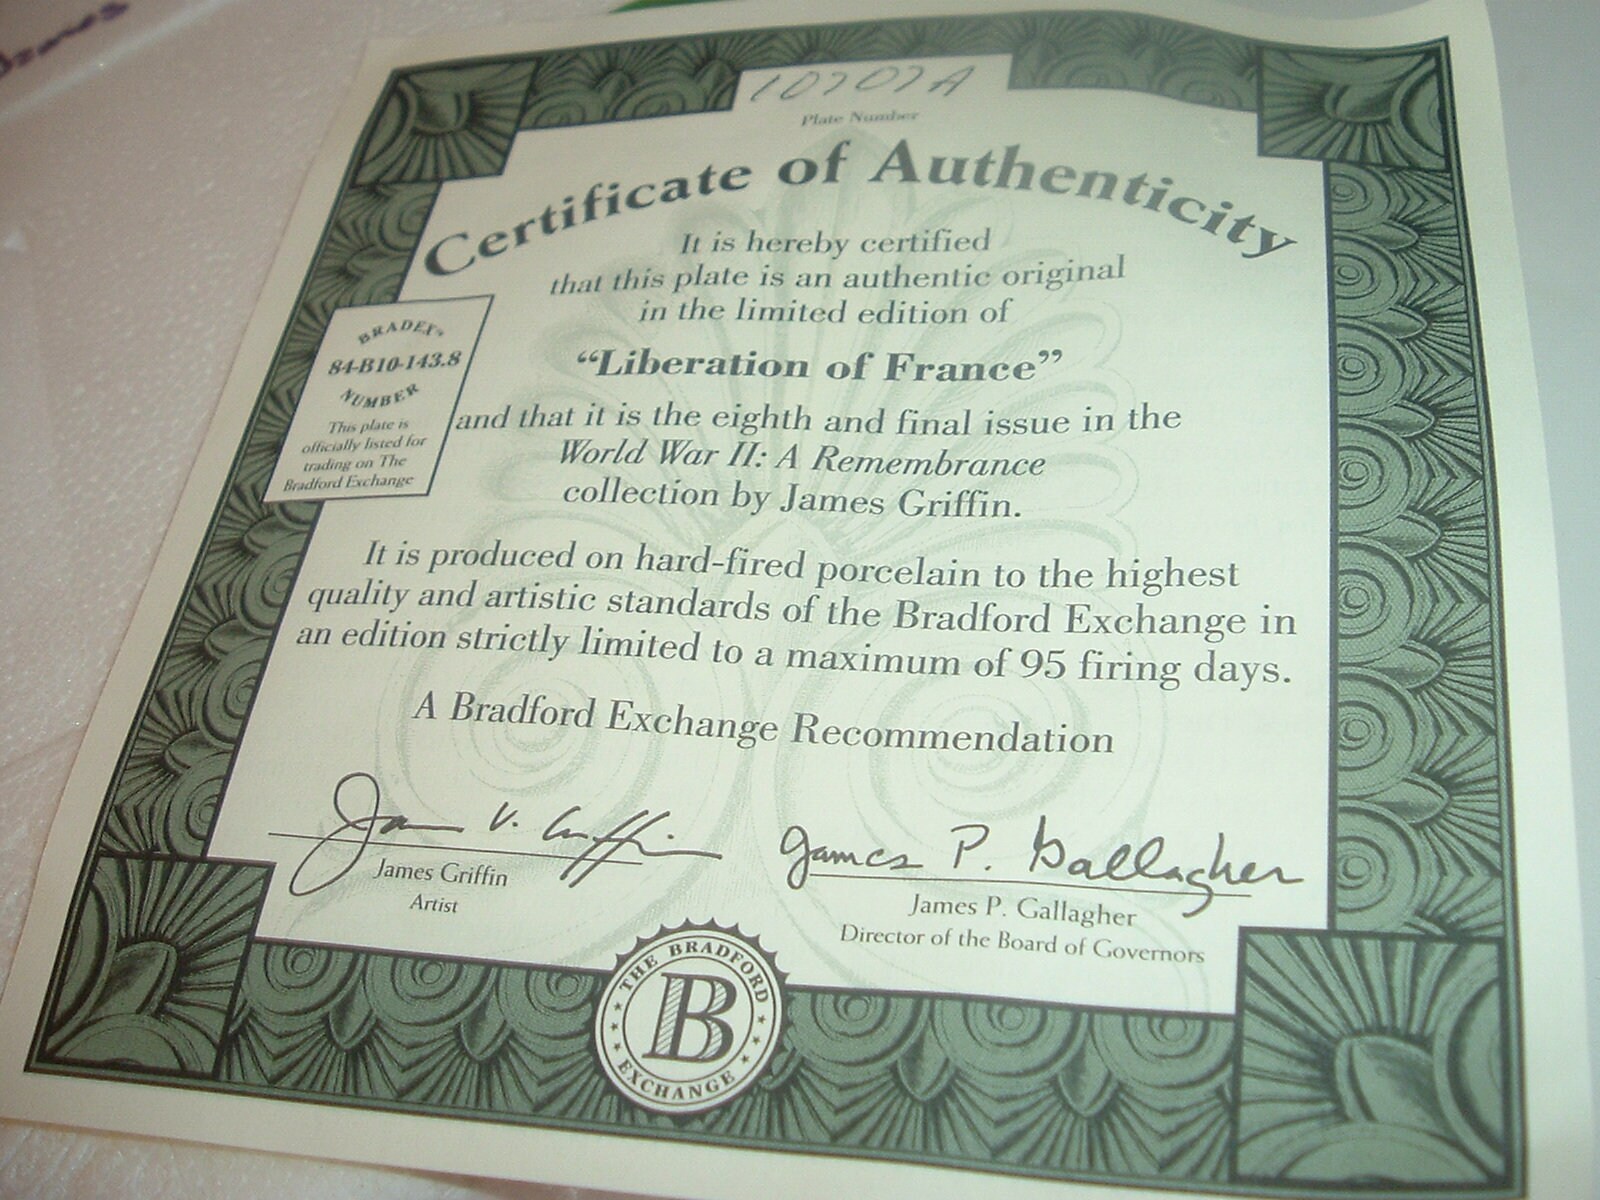 10707A
Plate Number
Certificate of Authenticity
It is hereby certified
that this plate is an authentic original
in the limited edition of
“Liberation of France”
and that it is the eighth and final issue in the
World War II: A Remembrance
collection by James Griffin.
BRADEX™
84-B10-143.8
NUMBER
This plate is
officially listed for
trading on The
Bradford Exchange
It is produced on hard-fired porcelain to the highest
quality and artistic standards of the Bradford Exchange in
an edition strictly limited to a maximum of 95 firing days.
A Bradford Exchange Recommendation
James V. Griffin
James Griffin
Artist
James P. Gallagher
James P. Gallagher
Director of the Board of Governors
THE BRADFORD
B
EXCHANGE